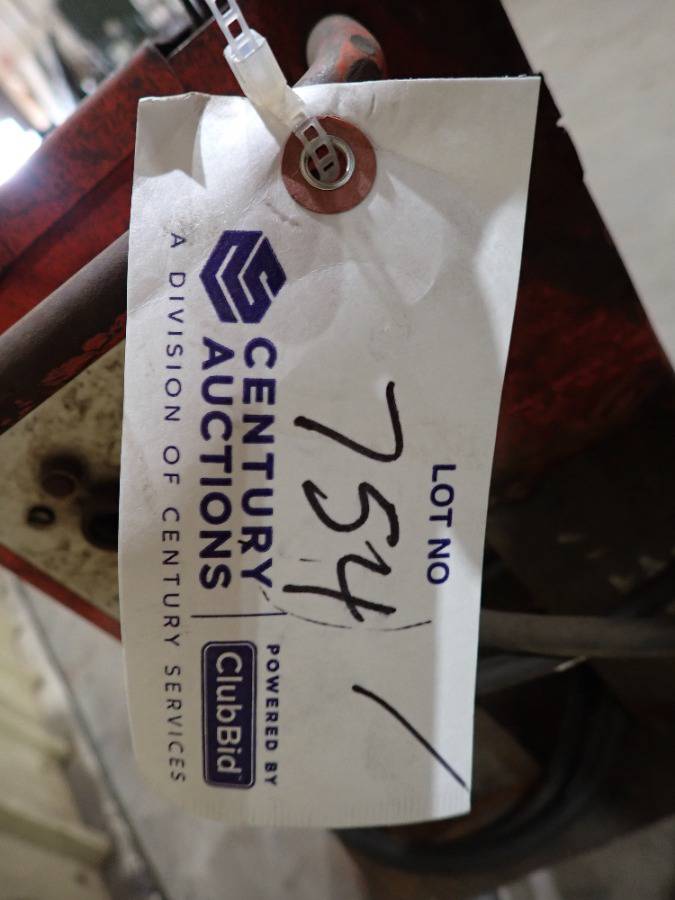 LOT NO
754 /
CENTURY
AUCTIONS
A DIVISION OF CENTURY SERVICES
POWERED BY
ClubBid